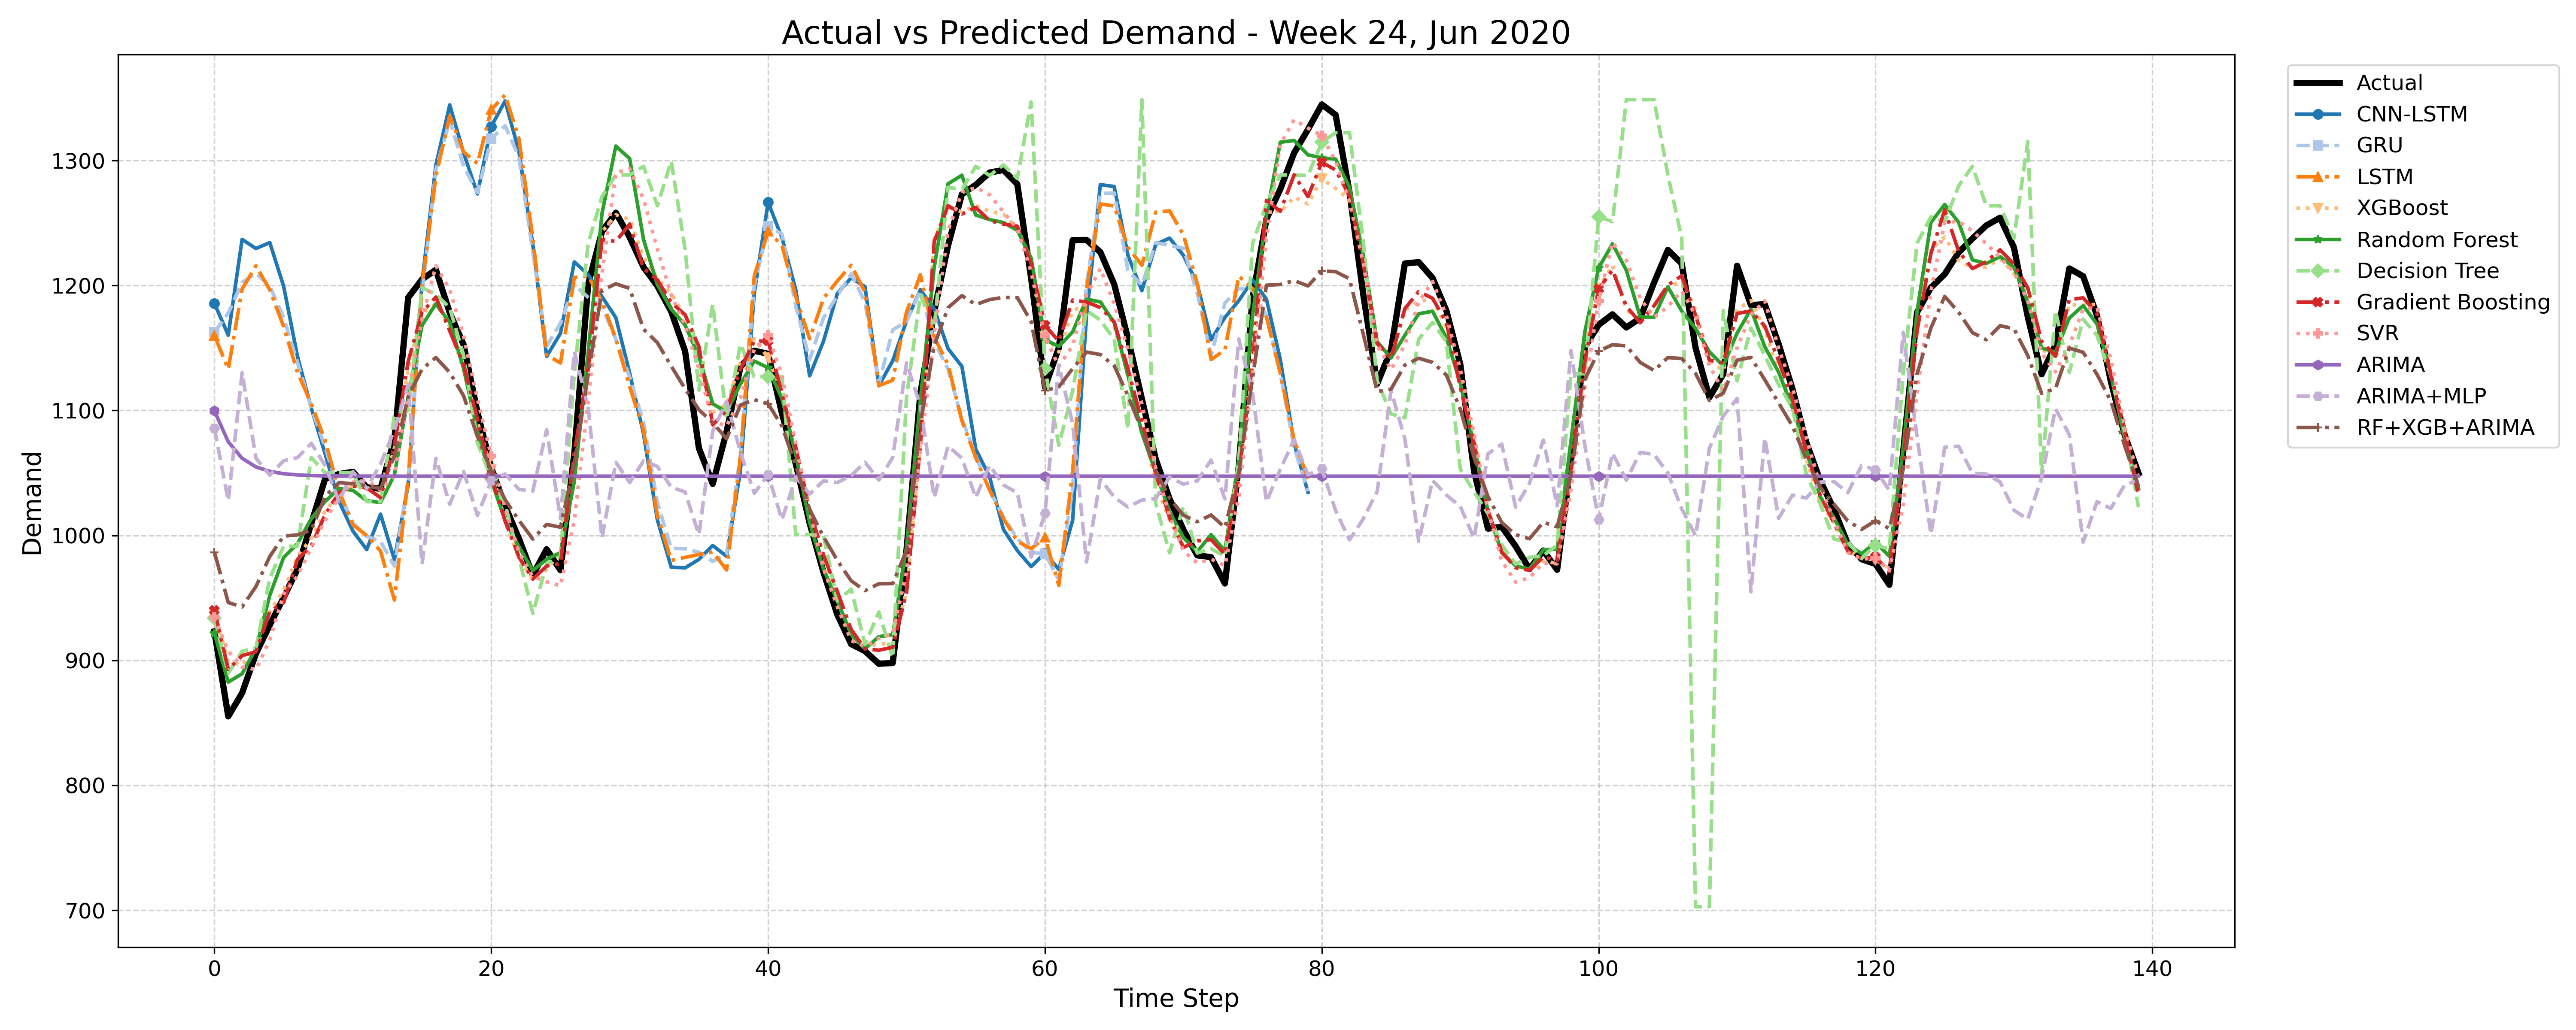 Actual vs Predicted Demand - Week 24, Jun 2020
Demand
1300
1200
1100
1000
900
800
700
0 20 40 60 80 100 120 140
Time Step
Actual
CNN-LSTM
GRU
LSTM
XGBoost
Random Forest
Decision Tree
Gradient Boosting
SVR
ARIMA
ARIMA+MLP
RF+XGB+ARIMA